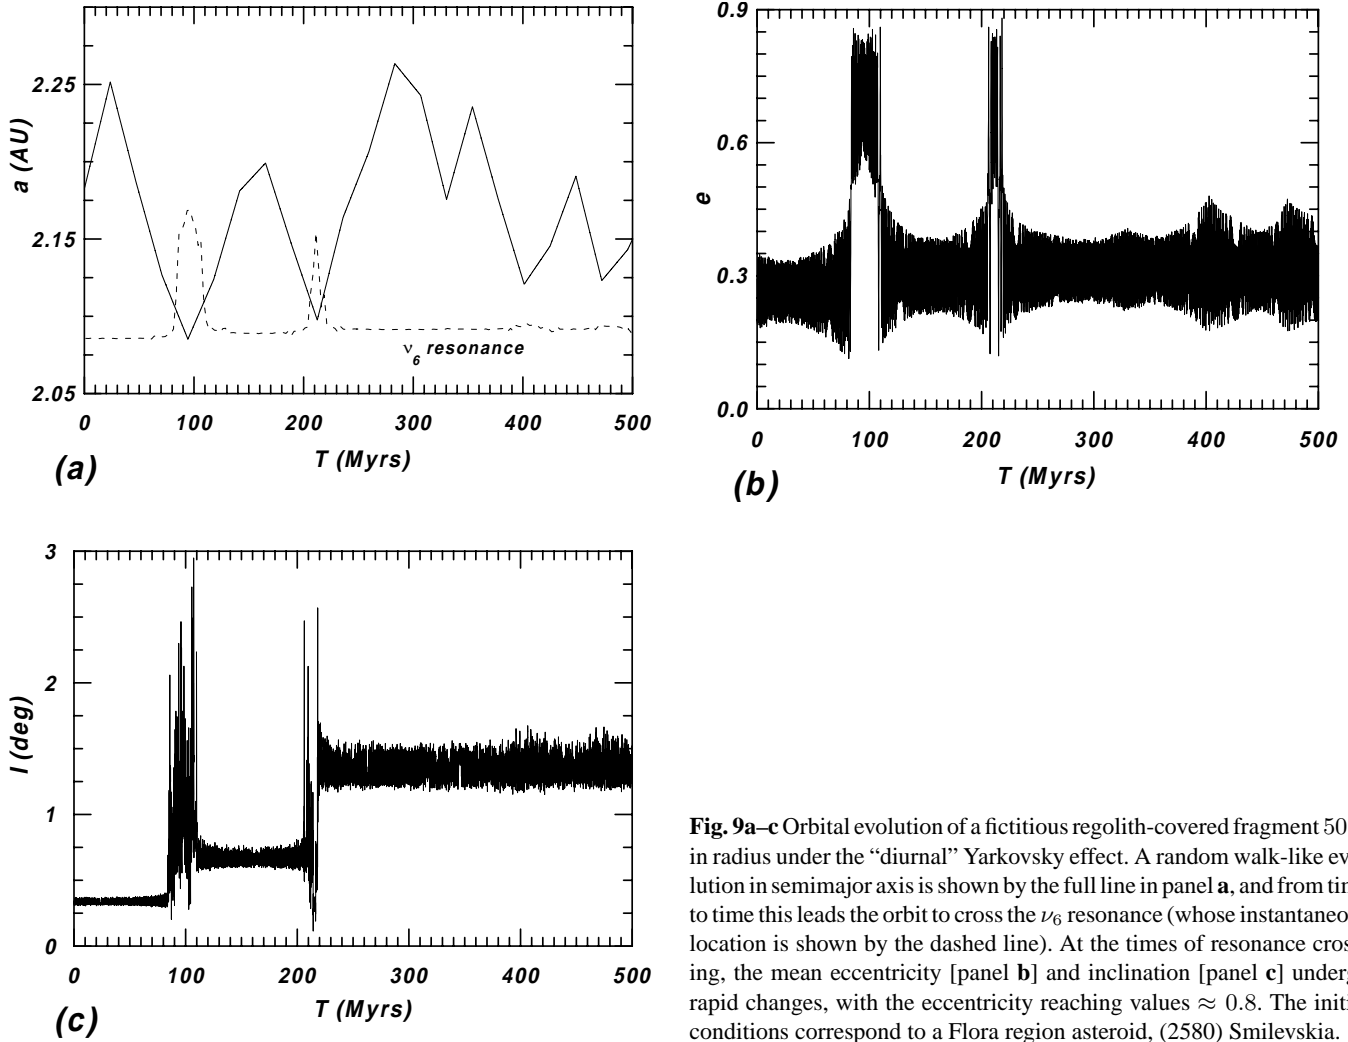 2.25
2.15
2.05
a (AU)
ν6 resonance
0 100 200 300 400 500
T (Myrs)
(a)
0.9
0.6
0.3
0.0
e
0 100 200 300 400 500
T (Myrs)
(b)
3
2
1
0
I (deg)
0 100 200 300 400 500
T (Myrs)
(c)
Fig. 9a–c Orbital evolution of a fictitious regolith-covered fragment 50
in radius under the “diurnal” Yarkovsky effect. A random walk-like ev
lution in semimajor axis is shown by the full line in panel a, and from tim
to time this leads the orbit to cross the ν6 resonance (whose instantaneo
location is shown by the dashed line). At the times of resonance cros
ing, the mean eccentricity [panel b] and inclination [panel c] underg
rapid changes, with the eccentricity reaching values ≈ 0.8. The initi
conditions correspond to a Flora region asteroid, (2580) Smilevskia.